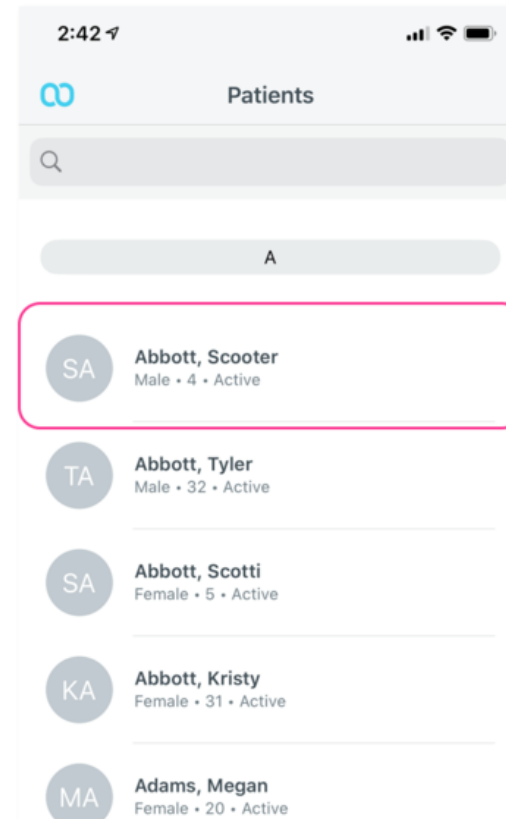 2:42
Patients
A
SA
Abbott, Scooter
Male • 4 • Active
TA
Abbott, Tyler
Male • 32 • Active
SA
Abbott, Scotti
Female • 5 • Active
KA
Abbott, Kristy
Female • 31 • Active
MA
Adams, Megan
Female • 20 • Active